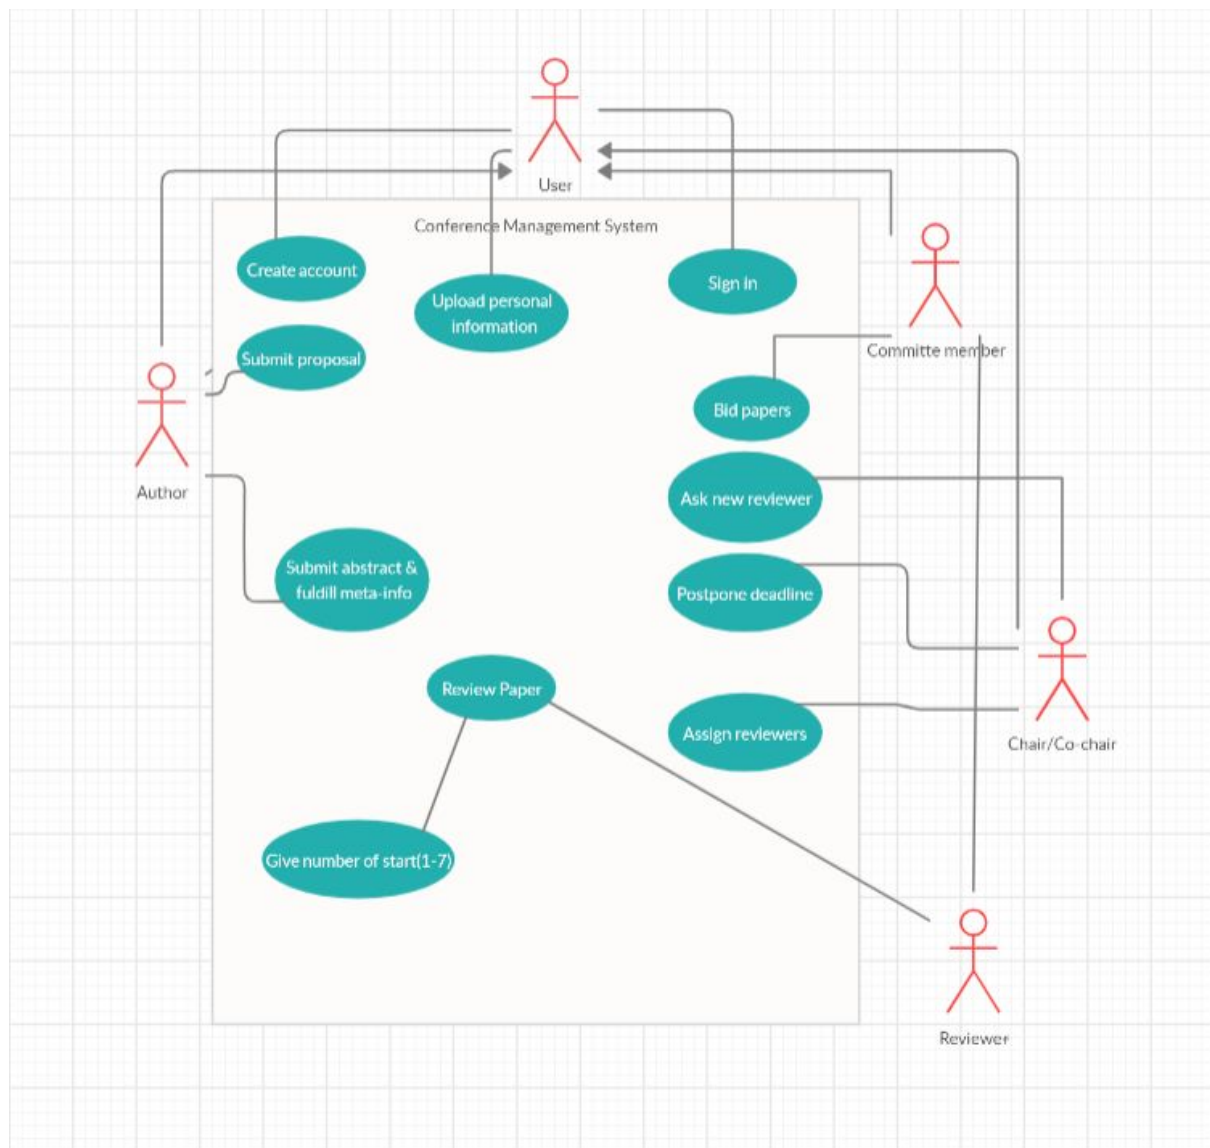 User
Conference Management System
Create account
Upload personal
information
Sign in
Submit proposal
Committe member
Bid papers
Author
Ask new reviewer
Submit abstract &
fuldill meta-info
Postpone deadline
Review Paper
Assign reviewers
Chair/Co-chair
Give number of start(1-7)
Reviewer